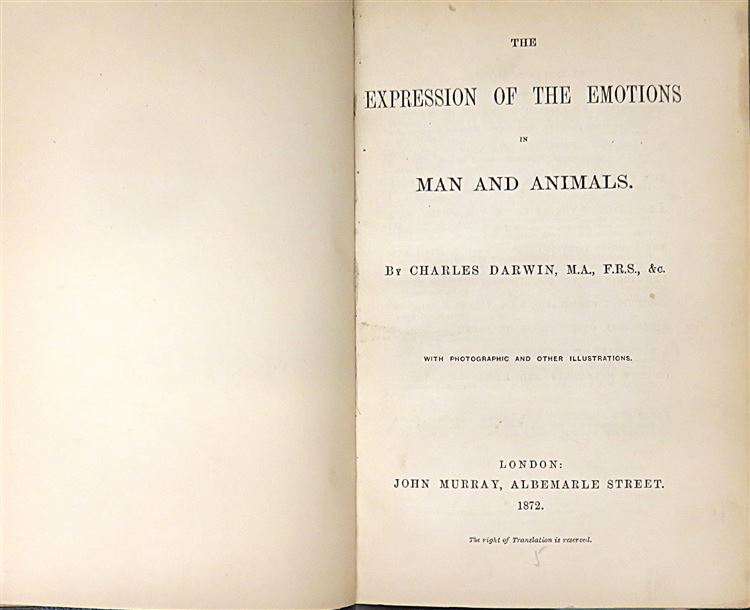 THE
EXPRESSION OF THE EMOTIONS
IN
MAN AND ANIMALS.
BY CHARLES DARWIN, M.A., F.R.S., &c.
WITH PHOTOGRAPHIC AND OTHER ILLUSTRATIONS.
LONDON:
JOHN MURRAY, ALBEMARLE STREET.
1872.
The right of Translation is reserved.